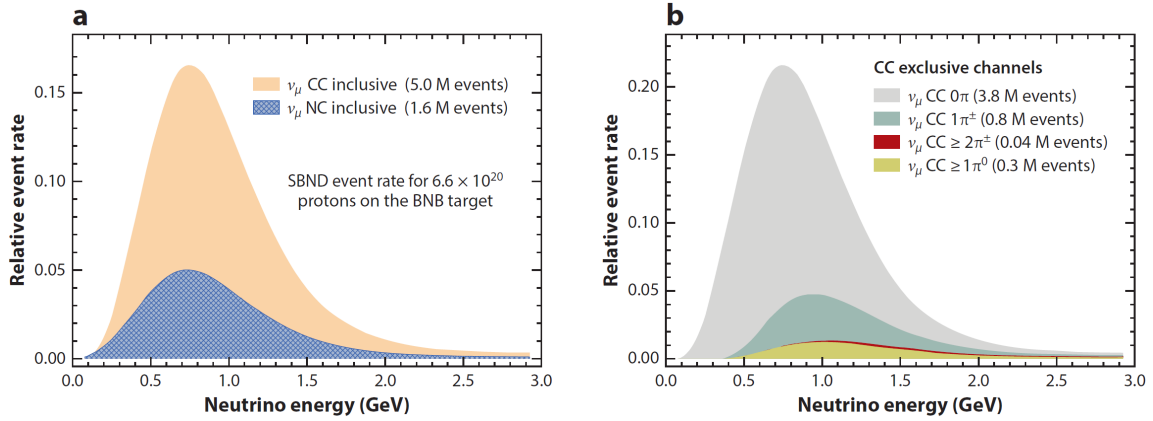 a
Relative event rate
0.15
0.10
0.05
0.00
ν_μ CC inclusive (5.0 M events)
ν_μ NC inclusive (1.6 M events)
SBND event rate for 6.6 × 10²⁰
protons on the BNB target
0.0 0.5 1.0 1.5 2.0 2.5 3.0
Neutrino energy (GeV)
b
Relative event rate
0.20
0.15
0.10
0.05
0.00
CC exclusive channels
ν_μ CC 0π (3.8 M events)
ν_μ CC 1π± (0.8 M events)
ν_μ CC ≥ 2π± (0.04 M events)
ν_μ CC ≥ 1π⁰ (0.3 M events)
0.0 0.5 1.0 1.5 2.0 2.5 3.0
Neutrino energy (GeV)